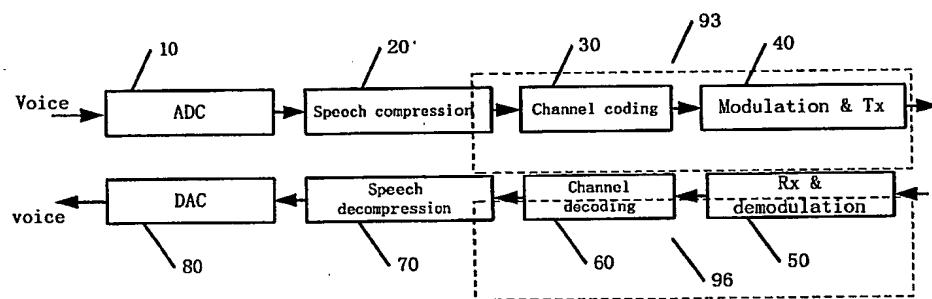 93
10 20' 30 40
Voice ADC Speech compression Channel coding Modulation & Tx
voice DAC Speech decompression Channel decoding Rx & demodulation
80 70 60 96 50